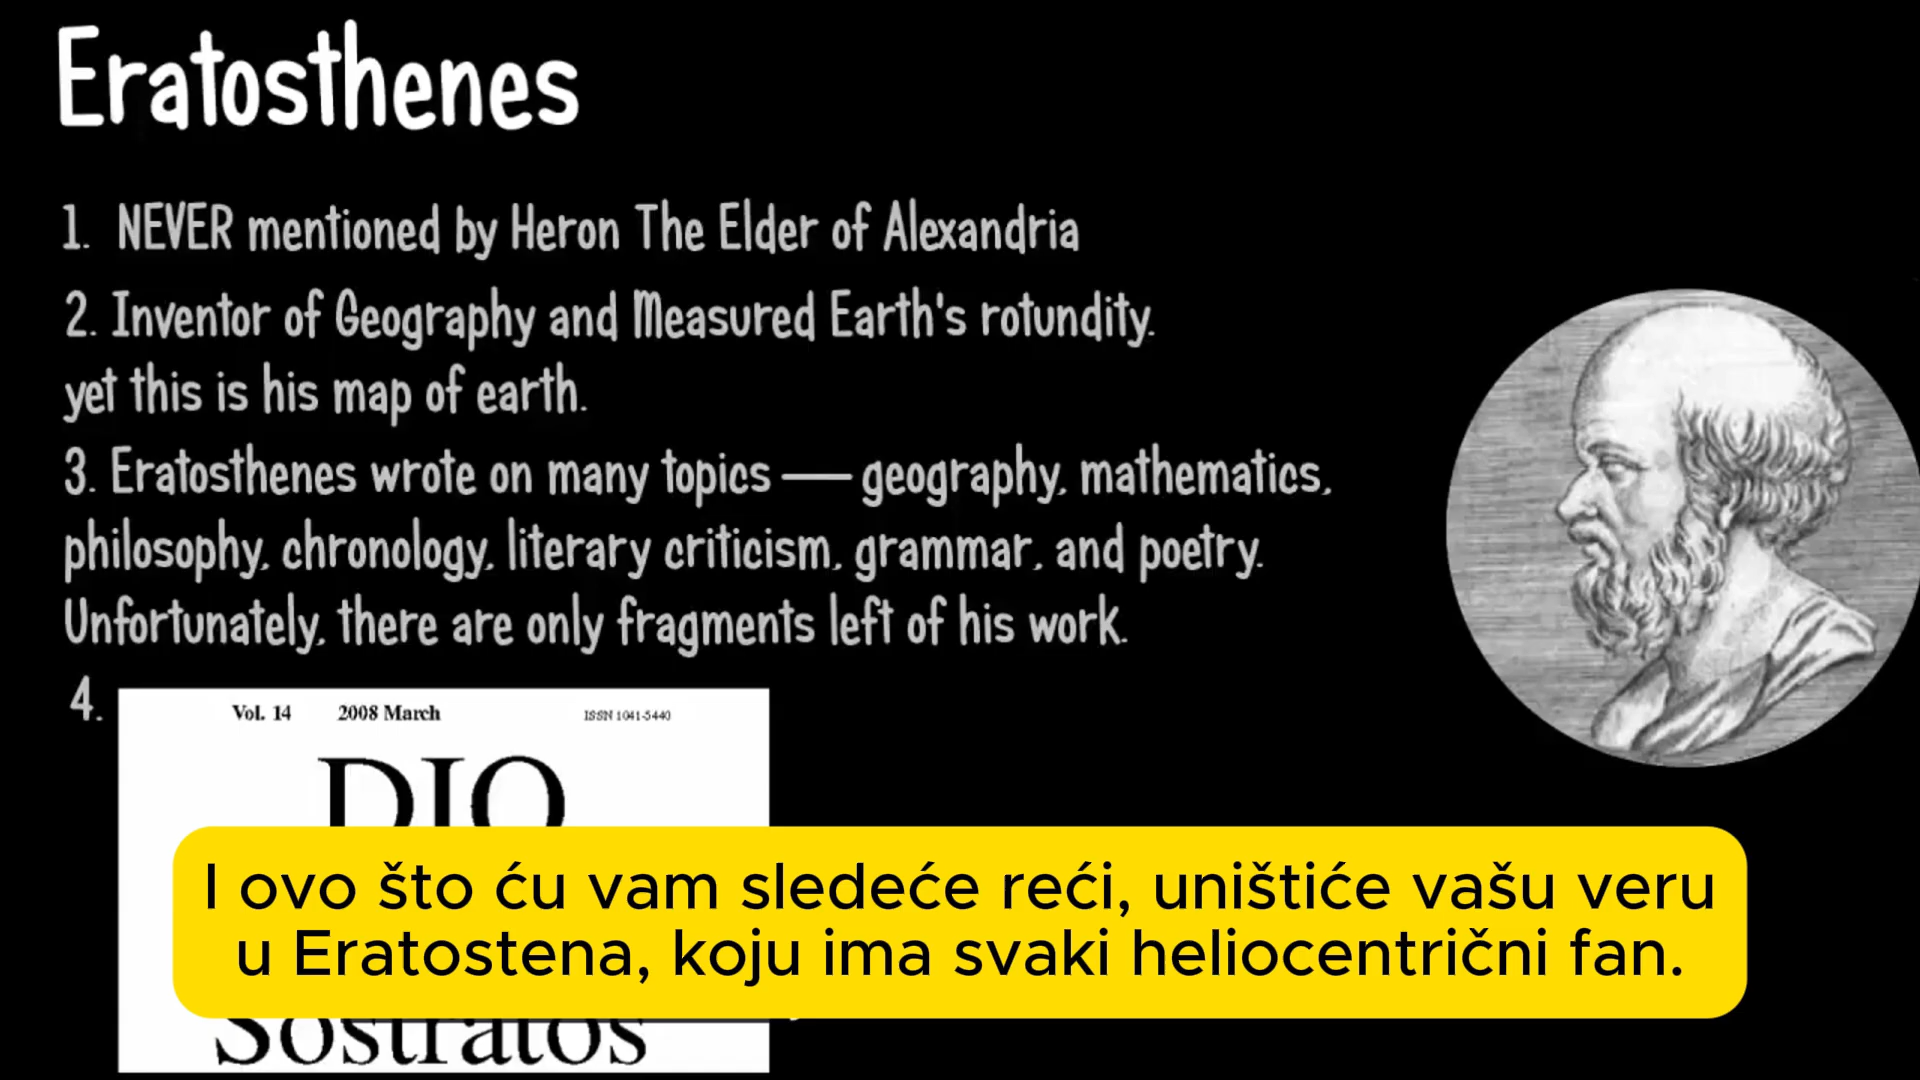 Eratosthenes
1. NEVER mentioned by Heron The Elder of Alexandria
2. Inventor of Geography and Measured Earth's rotundity.
yet this is his map of earth.
3. Eratosthenes wrote on many topics — geography, mathematics,
philosophy, chronology, literary criticism, grammar, and poetry.
Unfortunately, there are only fragments left of his work.
4.
Vol. 14 2008 March ISSN 1041-5440
DIO
I ovo što ću vam sledeće reći, uništiće vašu veru
u Eratostena, koju ima svaki heliocentrični fan.
Sostratos